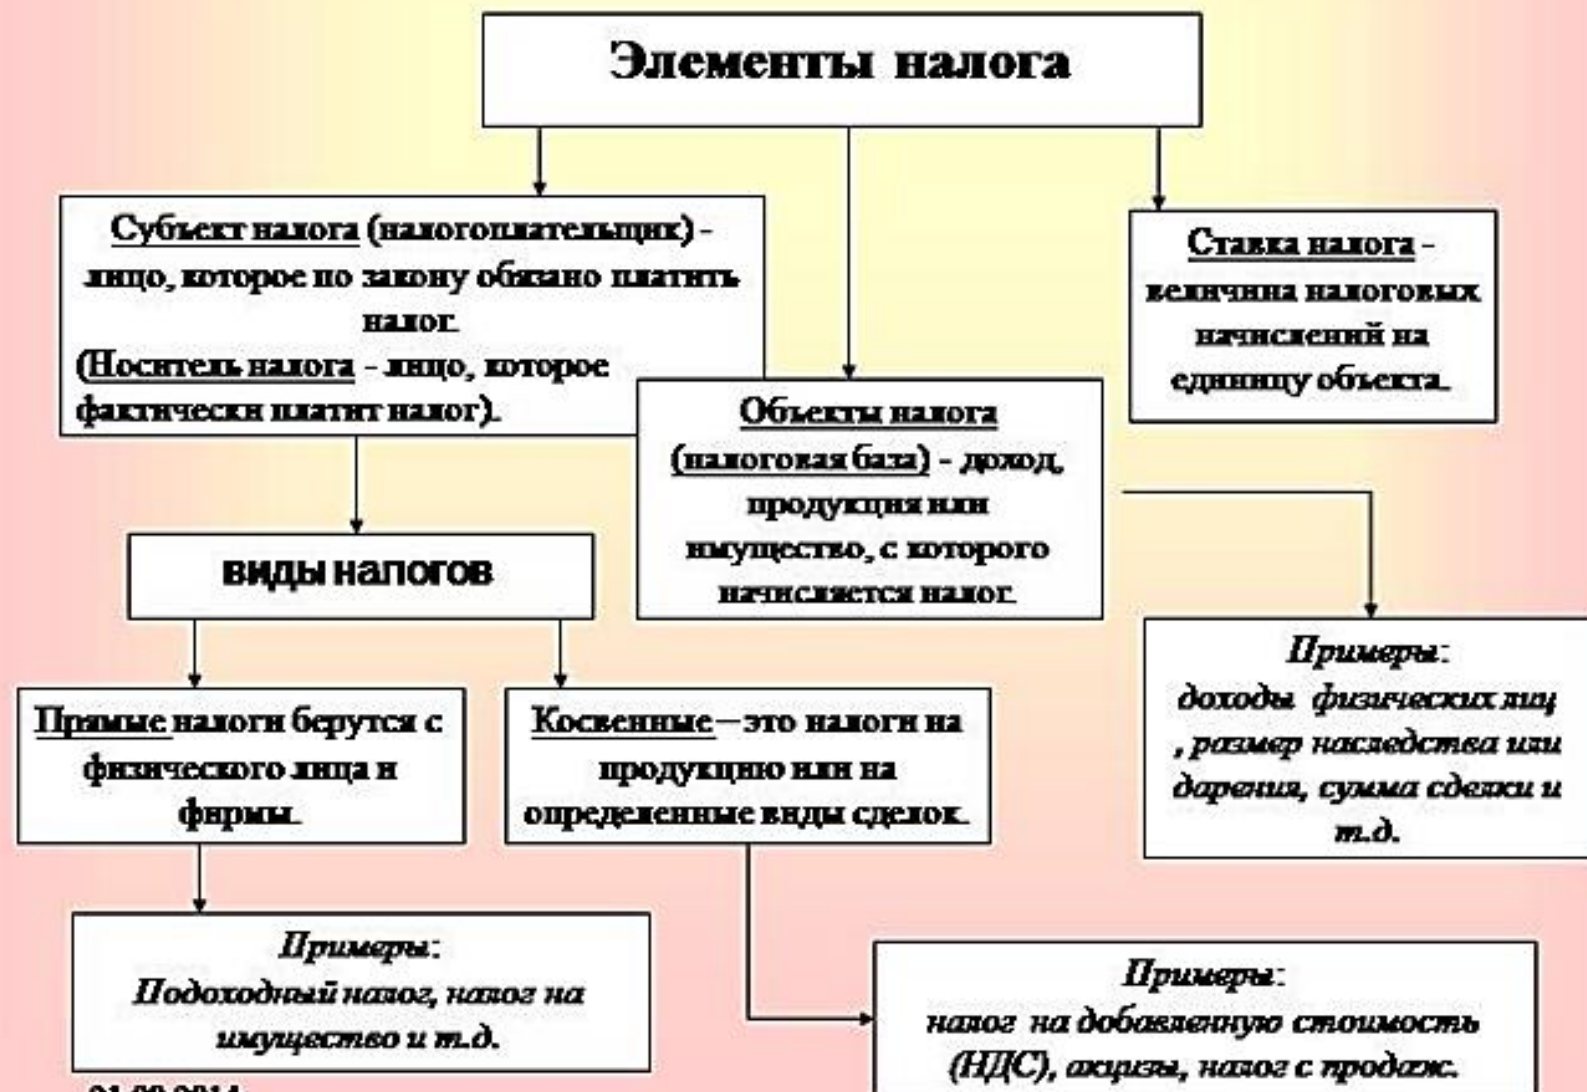 Элементы налога
Субъект налога (налогоплательщик) -
лицо, которое по закону обязано платить
налог.
(Носитель налога - лицо, которое
фактически платит налог).
Ставка налога -
величина налоговых
начислений на
единицу объекта.
Объекты налога
(налоговая база) - доход,
продукция или
имущество, с которого
начисляется налог.
виды налогов
Прямые налоги берутся с
физического лица и
фирмы.
Косвенные – это налоги на
продукцию или на
определенные виды сделок.
Примеры:
доходы физических лиц
, размер наследства или
дарения, сумма сделки и
т.д.
Примеры:
Подоходный налог, налог на
имущество и т.д.
Примеры:
налог на добавленную стоимость
(НДС), акцизы, налог с продаж.